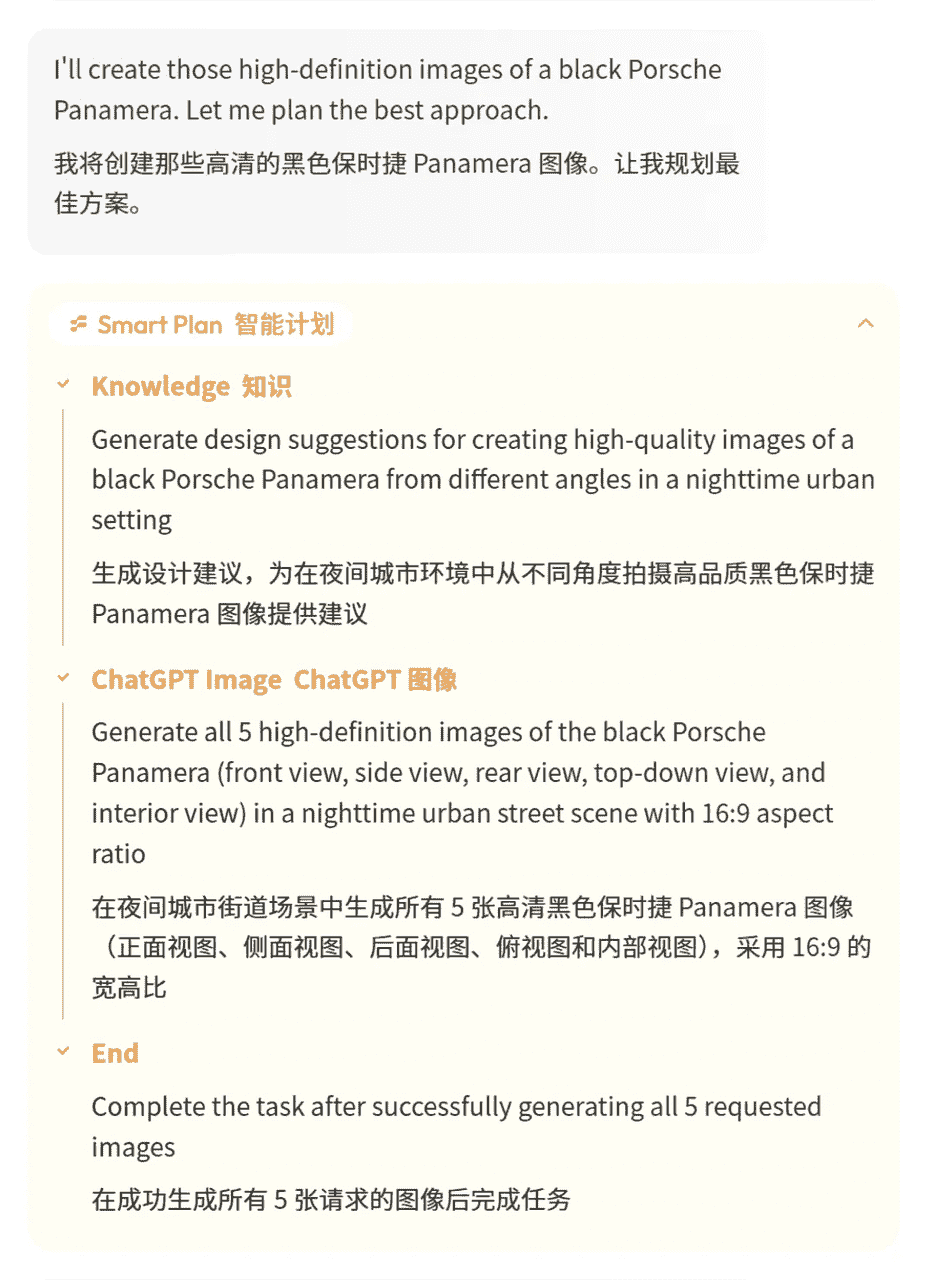 I'll create those high-definition images of a black Porsche
Panamera. Let me plan the best approach.
我将创建那些高清的黑色保时捷 Panamera 图像。让我规划最
佳方案。
Smart Plan 智能计划
Knowledge 知识
Generate design suggestions for creating high-quality images of a
black Porsche Panamera from different angles in a nighttime urban
setting
生成设计建议，为在夜间城市环境中从不同角度拍摄高品质黑色保时捷
Panamera 图像提供建议
ChatGPT Image ChatGPT 图像
Generate all 5 high-definition images of the black Porsche
Panamera (front view, side view, rear view, top-down view, and
interior view) in a nighttime urban street scene with 16:9 aspect
ratio
在夜间城市街道场景中生成所有 5 张高清黑色保时捷 Panamera 图像
（正面视图、侧面视图、后面视图、俯视图和内部视图），采用 16:9 的
宽高比
End
Complete the task after successfully generating all 5 requested
images
在成功生成所有 5 张请求的图像后完成任务